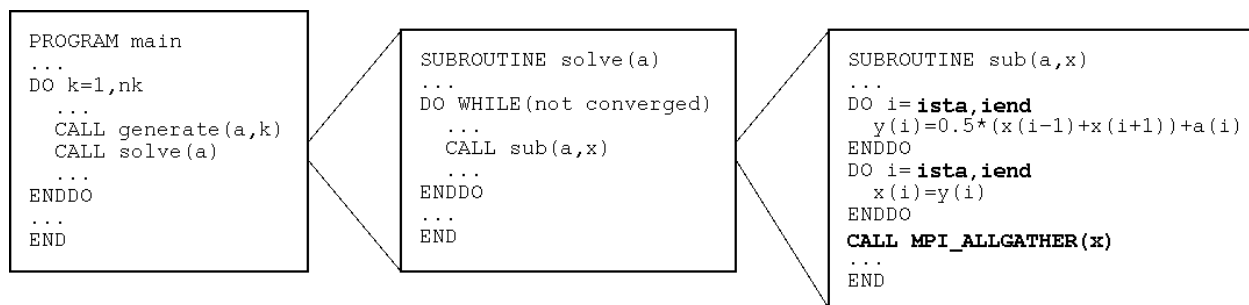 PROGRAM main
...
DO k=1,nk
...
CALL generate(a,k)
CALL solve(a)
...
ENDDO
...
END
SUBROUTINE solve(a)
...
DO WHILE(not converged)
...
CALL sub(a,x)
...
ENDDO
...
END
SUBROUTINE sub(a,x)
...
DO i=ista,iend
y(i)=0.5*(x(i-1)+x(i+1))+a(i)
ENDDO
DO i=ista,iend
x(i)=y(i)
ENDDO
CALL MPI_ALLGATHER(x)
...
END